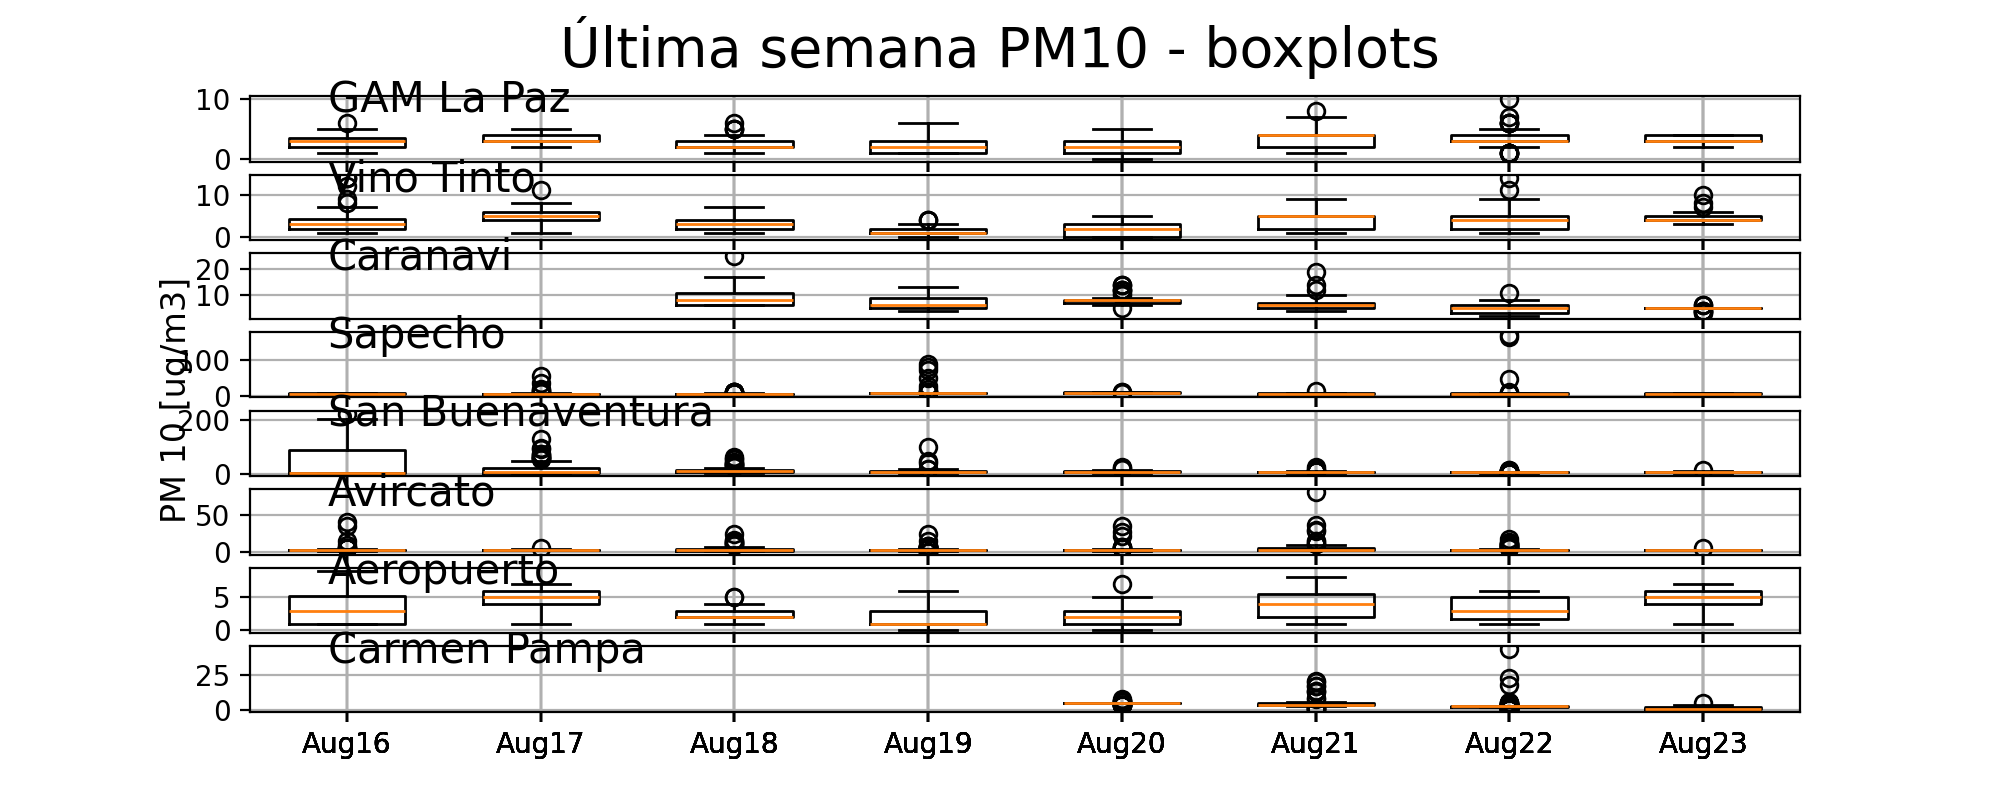 Última semana PM10 - boxplots
GAM La Paz
10
0
Vino Tinto
10
0
Caranavi
20
10
Sapecho
100
0
San Buenaventura
200
0
Avircato
50
0
Aeropuerto
5
0
Carmen Pampa
25
0
PM 10 [ug/m3]
Aug16 Aug17 Aug18 Aug19 Aug20 Aug21 Aug22 Aug23